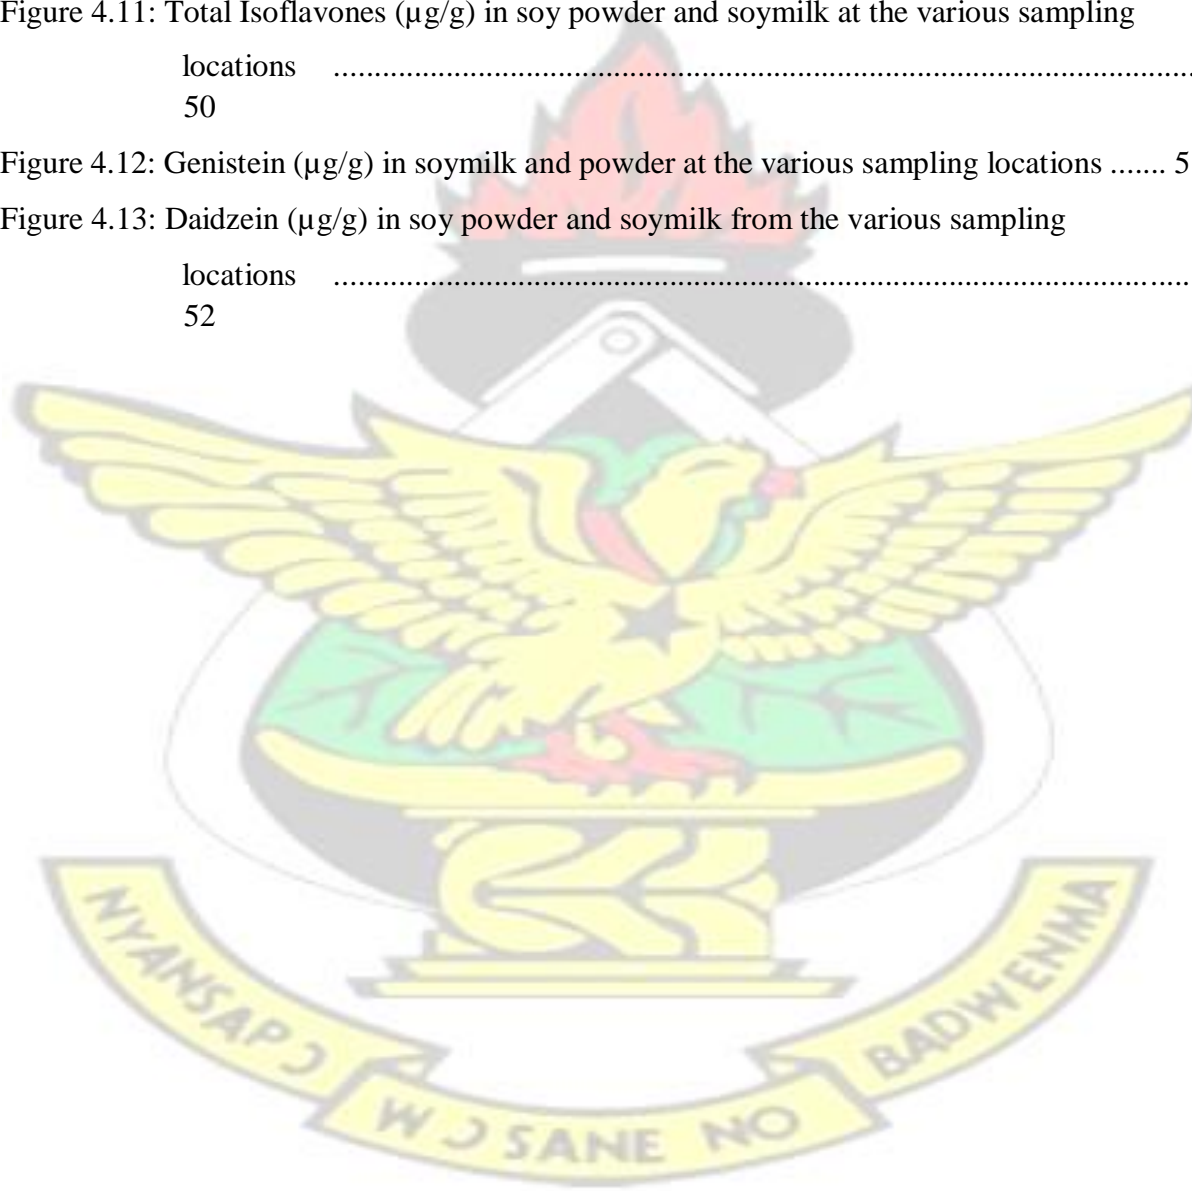 Figure 4.11: Total Isoflavones (µg/g) in soy powder and soymilk at the various sampling
locations ........................................................................................................
50
Figure 4.12: Genistein (µg/g) in soymilk and powder at the various sampling locations ....... 5
Figure 4.13: Daidzein (µg/g) in soy powder and soymilk from the various sampling
locations ........................................................................................................
52
NYANSAPƆ
WƆSANE NO
BADWENMA